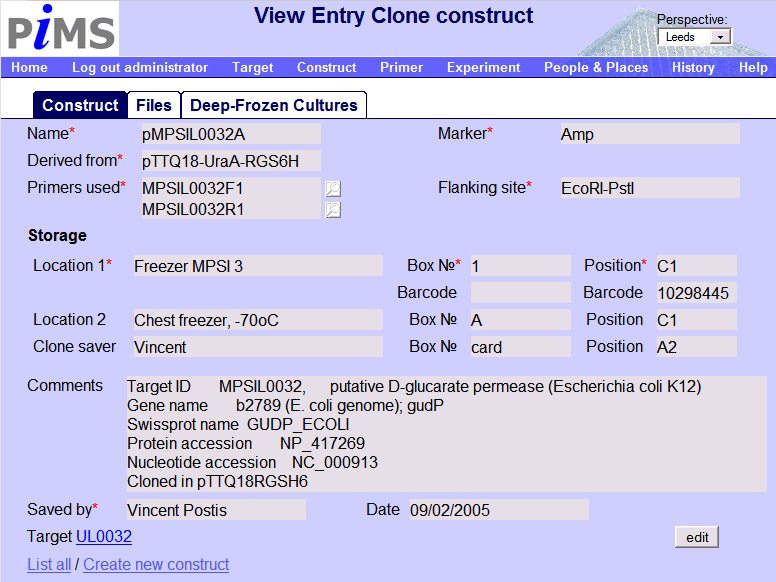 PiMS
View Entry Clone construct
Perspective:
Leeds
Home Log out administrator Target Construct Primer Experiment People & Places History Help
Construct Files Deep-Frozen Cultures
Name* pMPSIL0032A Marker* Amp
Derived from* pTTQ18-UraA-RGS6H
Primers used* MPSIL0032F1 Flanking site* EcoRI-PstI
MPSIL0032R1
Storage
Location 1* Freezer MPSI 3 Box №* 1 Position* C1
Barcode Barcode 10298445
Location 2 Chest freezer, -70oC Box № A Position C1
Clone saver Vincent Box № card Position A2
Comments Target ID MPSIL0032, putative D-glucarate permease (Escherichia coli K12)
Gene name b2789 (E. coli genome); gudP
Swissprot name GUDP_ECOLI
Protein accession NP_417269
Nucleotide accession NC_000913
Cloned in pTTQ18RGSH6
Saved by* Vincent Postis Date 09/02/2005
Target UL0032 edit
List all / Create new construct